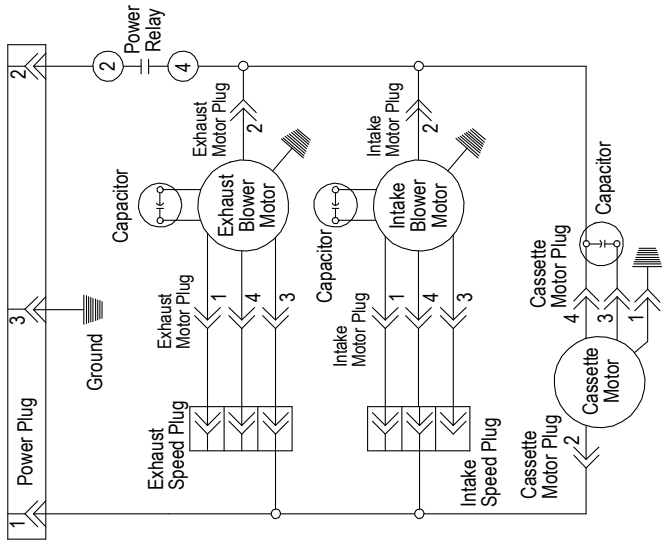 Power Plug
1
3
2
Ground
2
Power
Relay
4
Exhaust
Speed Plug
Exhaust
Motor Plug
1
4
3
Capacitor
Exhaust
Blower
Motor
Exhaust
Motor Plug
2
Intake
Speed Plug
Intake
Motor Plug
1
4
3
Capacitor
Intake
Blower
Motor
Intake
Motor Plug
2
Cassette
Motor Plug
2
Cassette
Motor
Cassette
Motor Plug
4
3
1
Capacitor